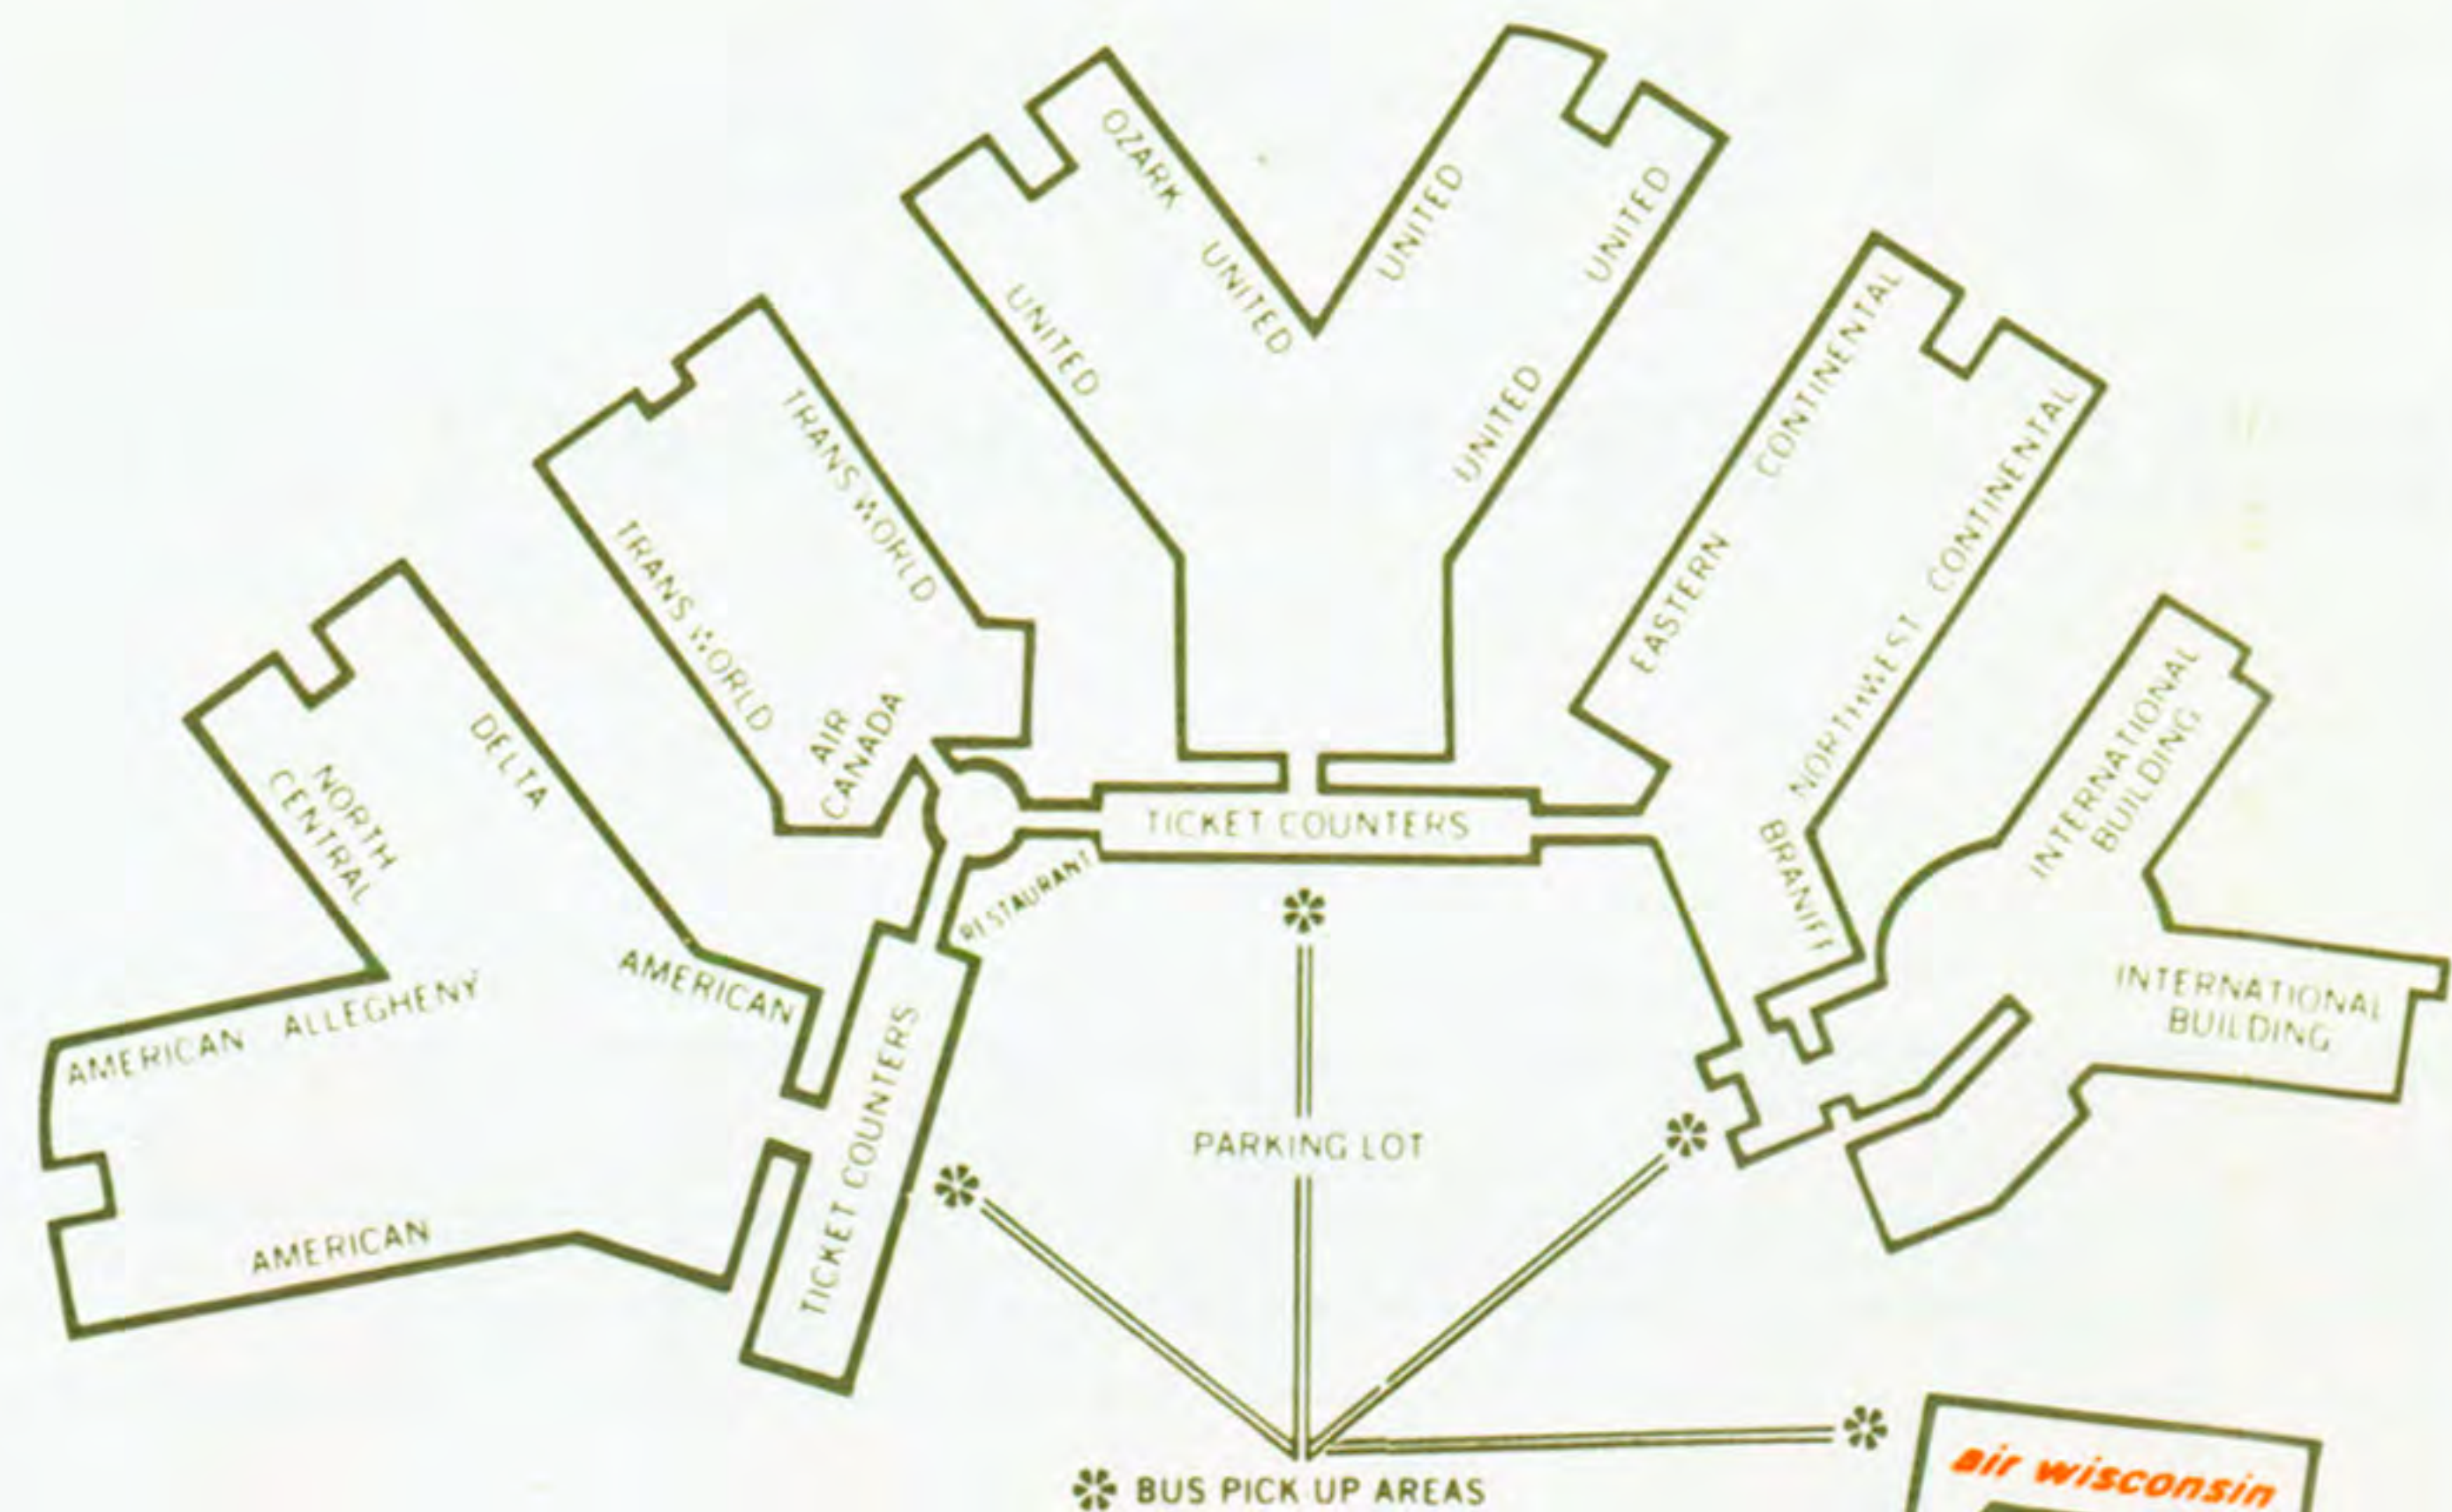 OZARK
UNITED
UNITED
UNITED
UNITED
UNITED
TRANS WORLD
TRANS WORLD
AIR
CANADA
CONTINENTAL
EASTERN
CONTINENTAL
NORTHWEST
BRANIFF
INTERNATIONAL
BUILDING
INTERNATIONAL
BUILDING
DELTA
NORTH
CENTRAL
AMERICAN
AMERICAN ALLEGHENY
AMERICAN
TICKET COUNTERS
RESTAURANT
TICKET COUNTERS
PARKING LOT
BUS PICK UP AREAS
air wisconsin